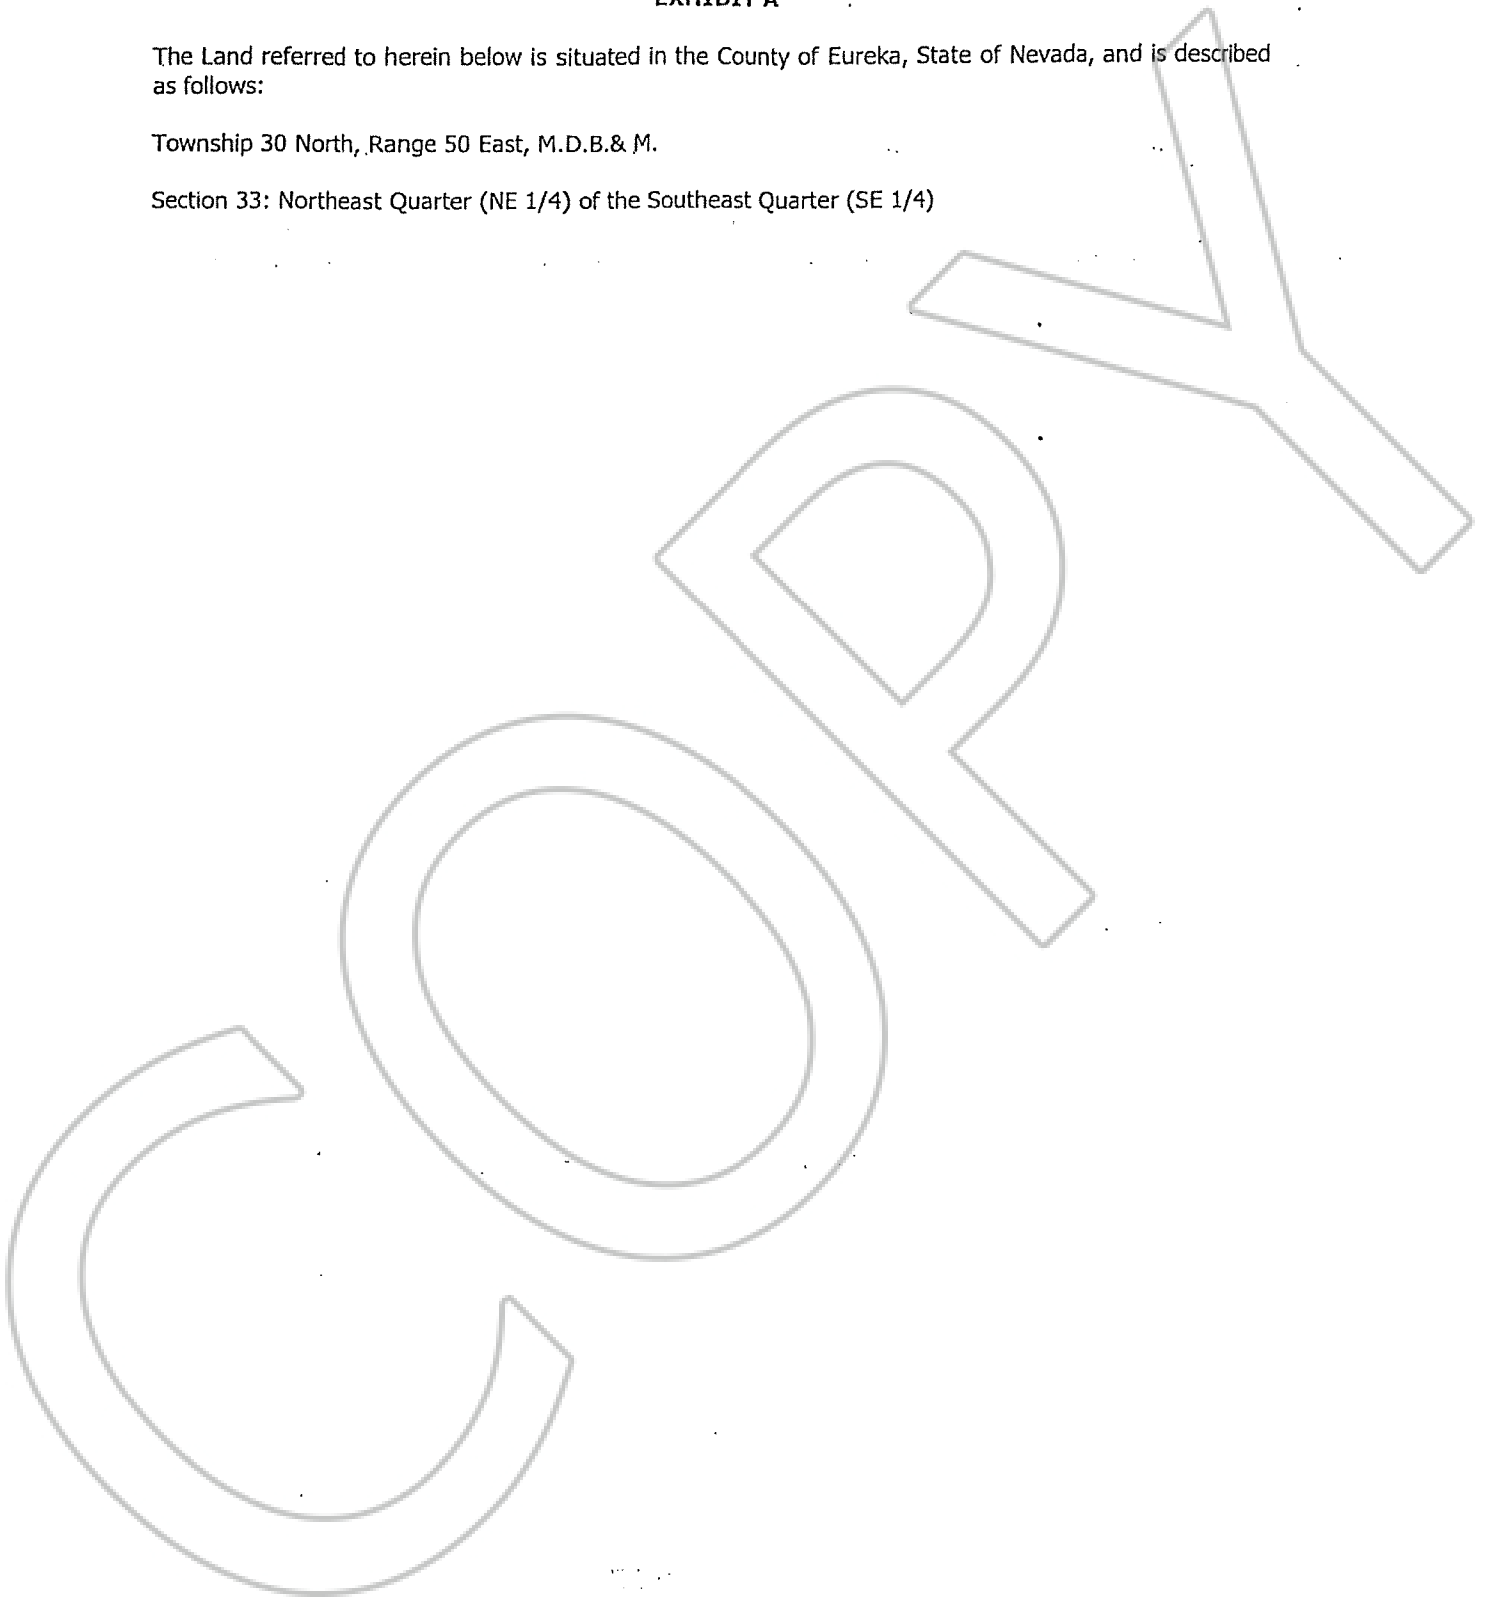 EXHIBIT A
The Land referred to herein below is situated in the County of Eureka, State of Nevada, and is described
as follows:
Township 30 North, Range 50 East, M.D.B.& M.
Section 33: Northeast Quarter (NE 1/4) of the Southeast Quarter (SE 1/4)
COPY